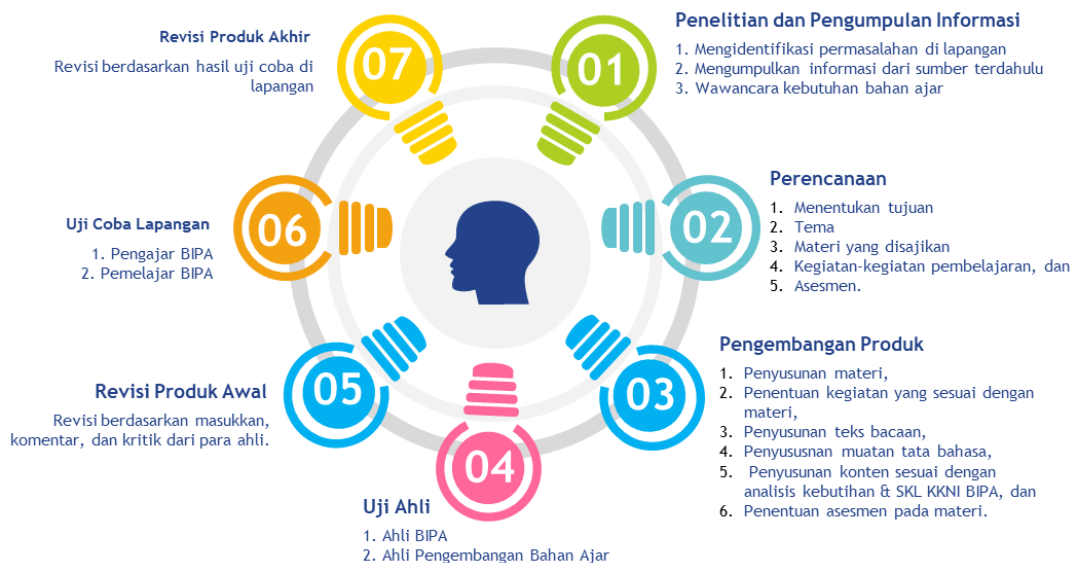 01
Penelitian dan Pengumpulan Informasi
1. Mengidentifikasi permasalahan di lapangan
2. Mengumpulkan informasi dari sumber terdahulu
3. Wawancara kebutuhan bahan ajar
02
Perencanaan
1. Menentukan tujuan
2. Tema
3. Materi yang disajikan
4. Kegiatan-kegiatan pembelajaran, dan
5. Asesmen.
03
Pengembangan Produk
1. Penyusunan materi,
2. Penentuan kegiatan yang sesuai dengan
materi,
3. Penyusunan teks bacaan,
4. Penyususnan muatan tata bahasa,
5. Penyusunan konten sesuai dengan
analisis kebutihan & SKL KKNI BIPA, dan
6. Penentuan asesmen pada materi.
04
Uji Ahli
1. Ahli BIPA
2. Ahli Pengembangan Bahan Ajar
05
Revisi Produk Awal
Revisi berdasarkan masukkan,
komentar, dan kritik dari para ahli.
06
Uji Coba Lapangan
1. Pengajar BIPA
2. Pemelajar BIPA
07
Revisi Produk Akhir
Revisi berdasarkan hasil uji coba di
lapangan